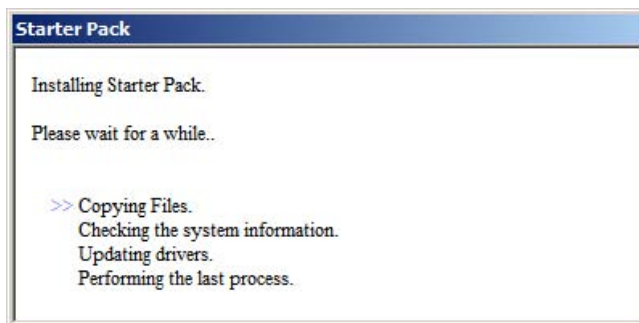 Starter Pack
Installing Starter Pack.
Please wait for a while..
>> Copying Files.
Checking the system information.
Updating drivers.
Performing the last process.